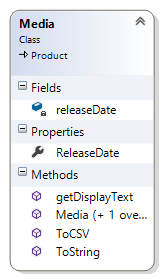 Media
Class
Product
Fields
releaseDate
Properties
ReleaseDate
Methods
getDisplayText
Media (+ 1 ove...
ToCSV
ToString